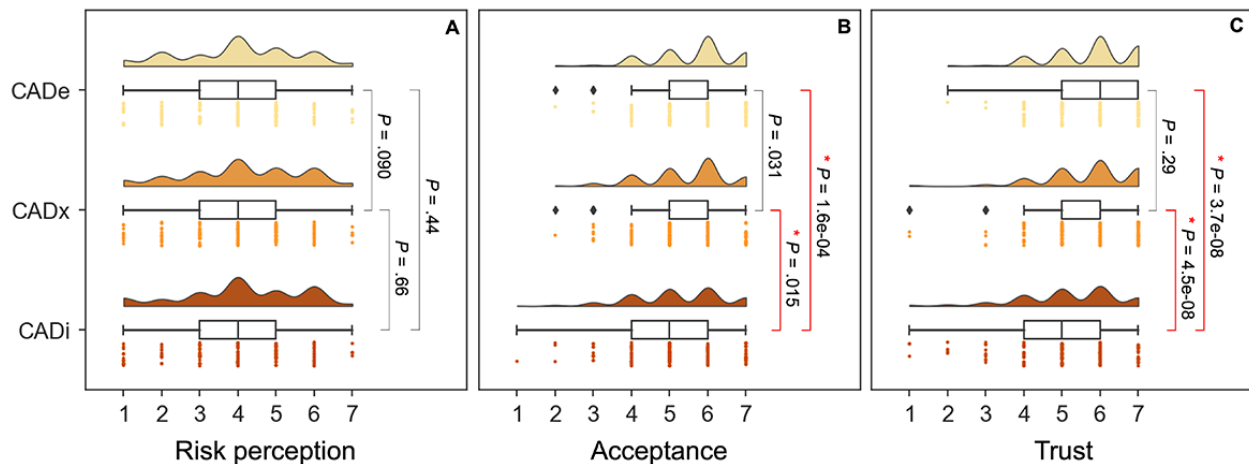 A
B
C
CADe
CADx
CADi
P = .090
P = .44
P = .66
P = .031
* P = 1.6e-04
* P = .015
P = .29
* P = 3.7e-08
* P = 4.5e-08
1 2 3 4 5 6 7
1 2 3 4 5 6 7
1 2 3 4 5 6 7
Risk perception
Acceptance
Trust